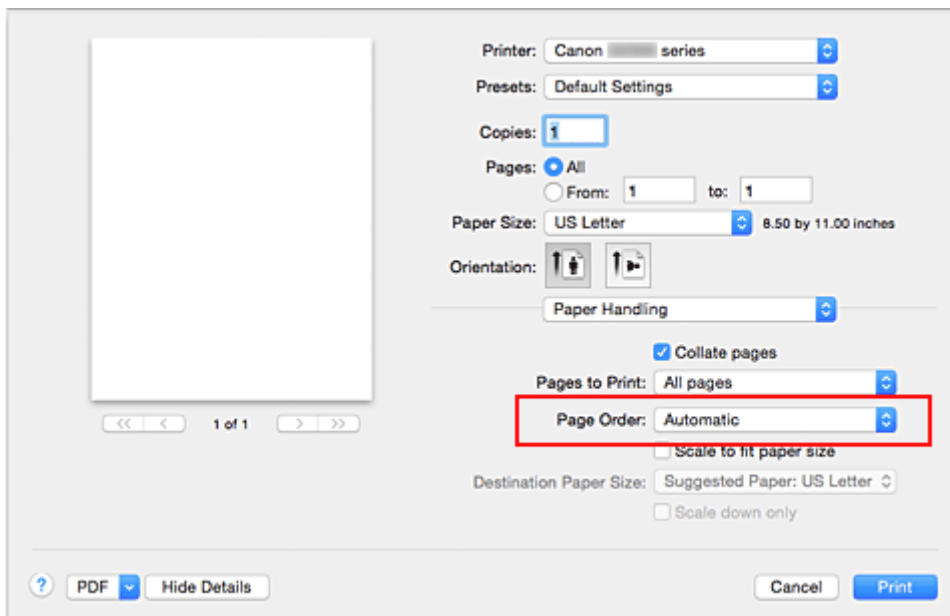 Printer: Canon series
Presets: Default Settings
Copies: 1
Pages: All
From: 1 to: 1
Paper Size: US Letter 8.50 by 11.00 inches
Orientation:
Paper Handling
Collate pages
Pages to Print: All pages
Page Order: Automatic
Scale to fit paper size
Destination Paper Size: Suggested Paper: US Letter
Scale down only
<< < 1 of 1 > >>
? PDF Hide Details Cancel Print